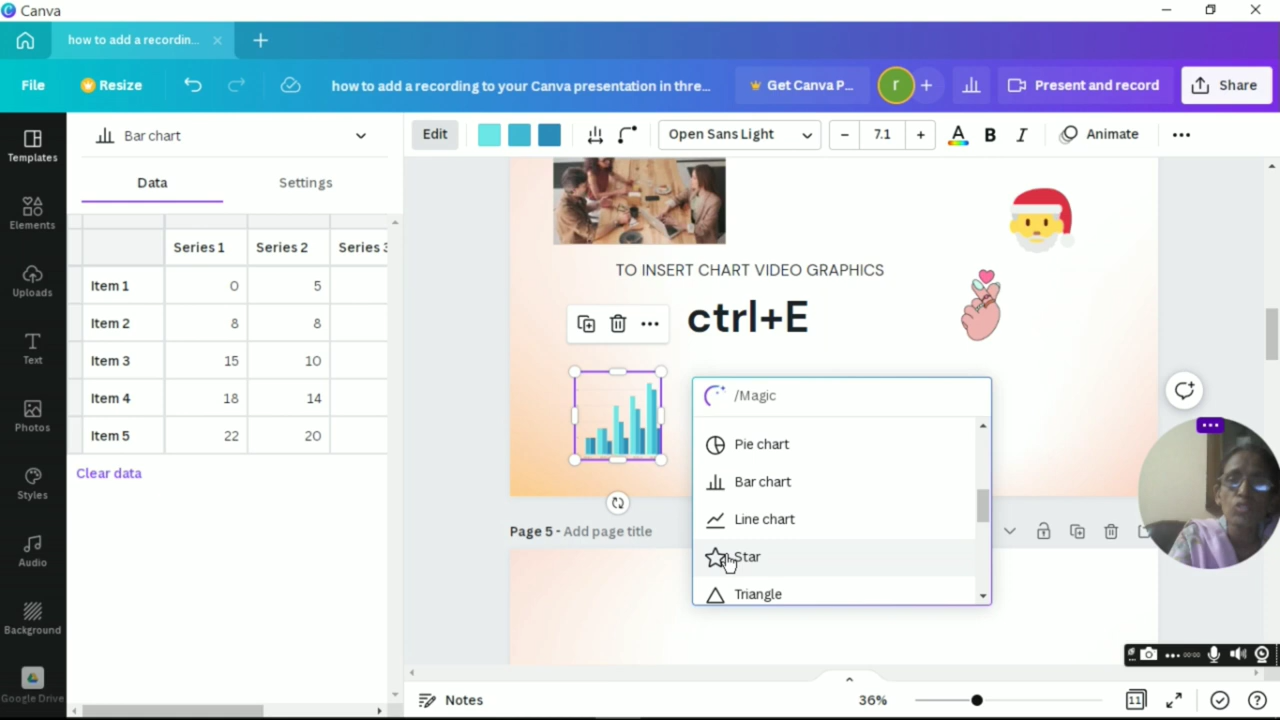 Canva
how to add a recordin...
File
Resize
how to add a recording to your Canva presentation in thre...
Get Canva P...
r
Present and record
Share
Templates
Elements
Uploads
Text
Photos
Styles
Audio
Background
Google Drive
Bar chart
Data
Settings
Series 1 Series 2 Series 3
Item 1 0 5
Item 2 8 8
Item 3 15 10
Item 4 18 14
Item 5 22 20
Clear data
Edit
Open Sans Light
– 7.1 +
A B I
Animate
TO INSERT CHART VIDEO GRAPHICS
ctrl+E
/Magic
Pie chart
Bar chart
Line chart
Star
Triangle
Page 5 - Add page title
00:00
Notes
36%
11